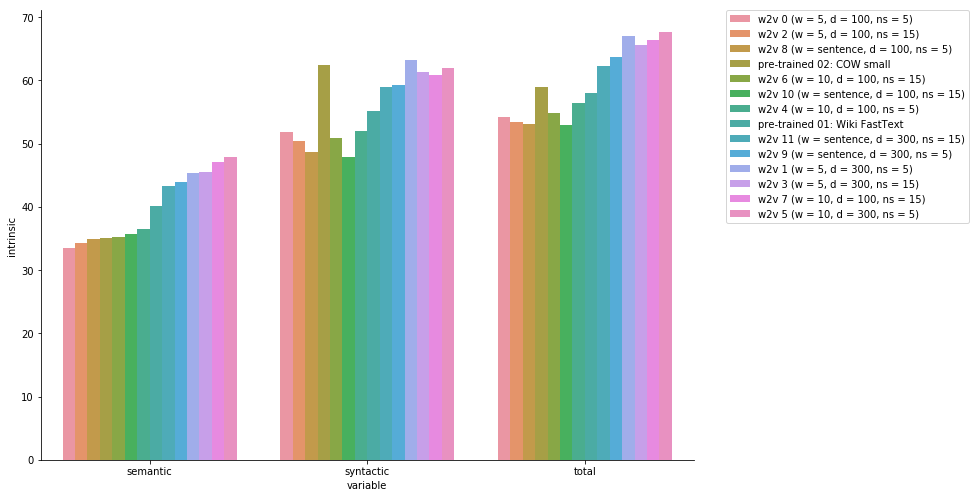 70
60
50
40
30
20
10
0
intrinsic
semantic
syntactic
total
variable
w2v 0 (w = 5, d = 100, ns = 5)
w2v 2 (w = 5, d = 100, ns = 15)
w2v 8 (w = sentence, d = 100, ns = 5)
pre-trained 02: COW small
w2v 6 (w = 10, d = 100, ns = 15)
w2v 10 (w = sentence, d = 100, ns = 15)
w2v 4 (w = 10, d = 100, ns = 5)
pre-trained 01: Wiki FastText
w2v 11 (w = sentence, d = 300, ns = 15)
w2v 9 (w = sentence, d = 300, ns = 5)
w2v 1 (w = 5, d = 300, ns = 5)
w2v 3 (w = 5, d = 300, ns = 15)
w2v 7 (w = 10, d = 100, ns = 15)
w2v 5 (w = 10, d = 300, ns = 5)